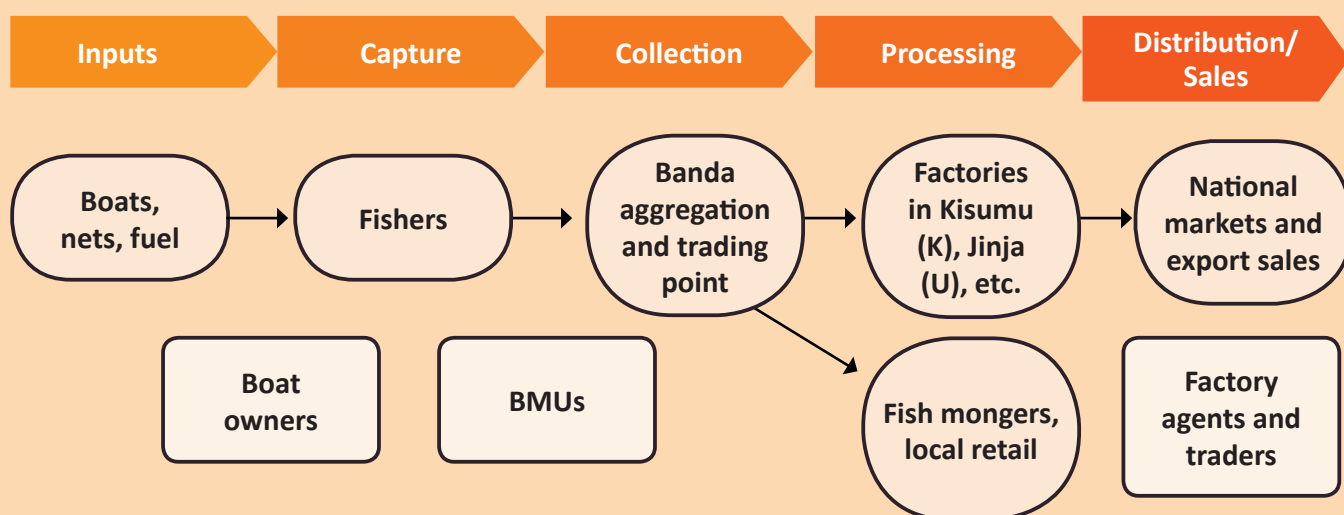 Inputs
Capture
Collection
Processing
Distribution/
Sales
Boats,
nets, fuel
Fishers
Banda
aggregation
and trading
point
Factories
in Kisumu
(K), Jinja
(U), etc.
National
markets and
export sales
Boat
owners
BMUs
Fish mongers,
local retail
Factory
agents and
traders